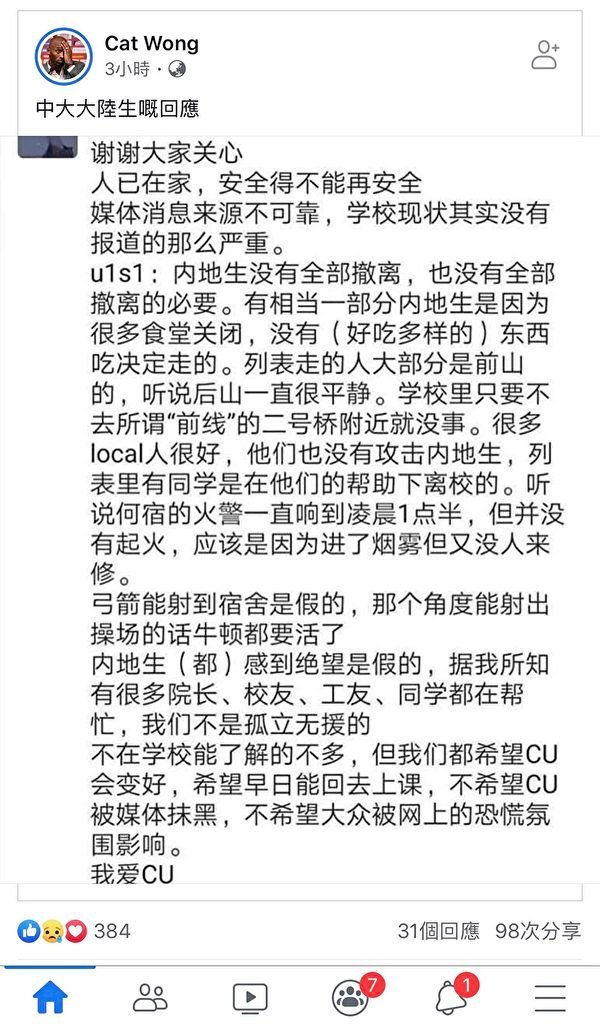 Cat Wong
3小時 ·
中大大陸生嘅回應
谢谢大家关心
人已在家，安全得不能再安全
媒体消息来源不可靠，学校现状其实没有
报道的那么严重。
u1s1：内地生没有全部撤离，也没有全部
撤离的必要。有相当一部分内地生是因为
很多食堂关闭，没有（好吃多样的）东西
吃决定走的。列表走的人大部分是前山
的，听说后山一直很平静。学校里只要不
去所谓“前线”的二号桥附近就没事。很多
local人很好，他们也没有攻击内地生，列
表里有同学是在他们的帮助下离校的。听
说何宿的火警一直响到凌晨1点半，但并没
有起火，应该是因为进了烟雾但又没人来
修。
弓箭能射到宿舍是假的，那个角度能射出
操场的话牛顿都要活了
内地生（都）感到绝望是假的，据我所知
有很多院长、校友、工友、同学都在帮
忙，我们不是孤立无援的
不在学校能了解的不多，但我们都希望CU
会变好，希望早日能回去上课，不希望CU
被媒体抹黑，不希望大众被网上的恐慌氛
围影响。
我爱CU
384
31個回應 98次分享
7
1